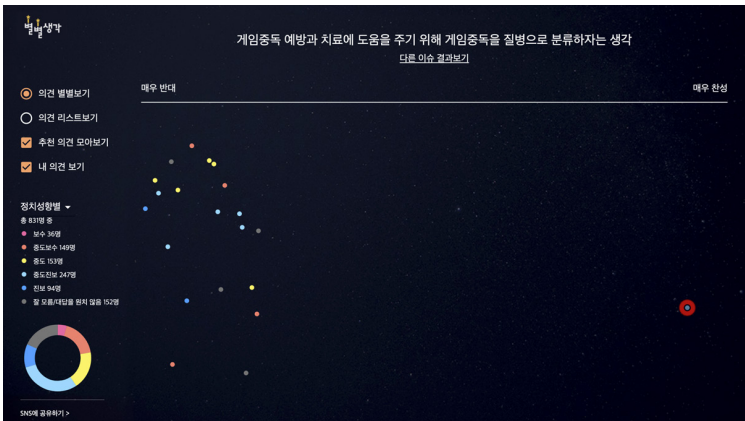 별별생각
게임중독 예방과 치료에 도움을 주기 위해 게임중독을 질병으로 분류하자는 생각
다른 이슈 결과보기
매우 반대
매우 찬성
의견 별별보기
의견 리스트보기
추천 의견 모아보기
내 의견 보기
정치성향별
총 831명 중
보수 36명
중도보수 149명
중도 153명
중도진보 247명
진보 94명
잘 모름/대답을 원치 않음 152명
SNS에 공유하기 >